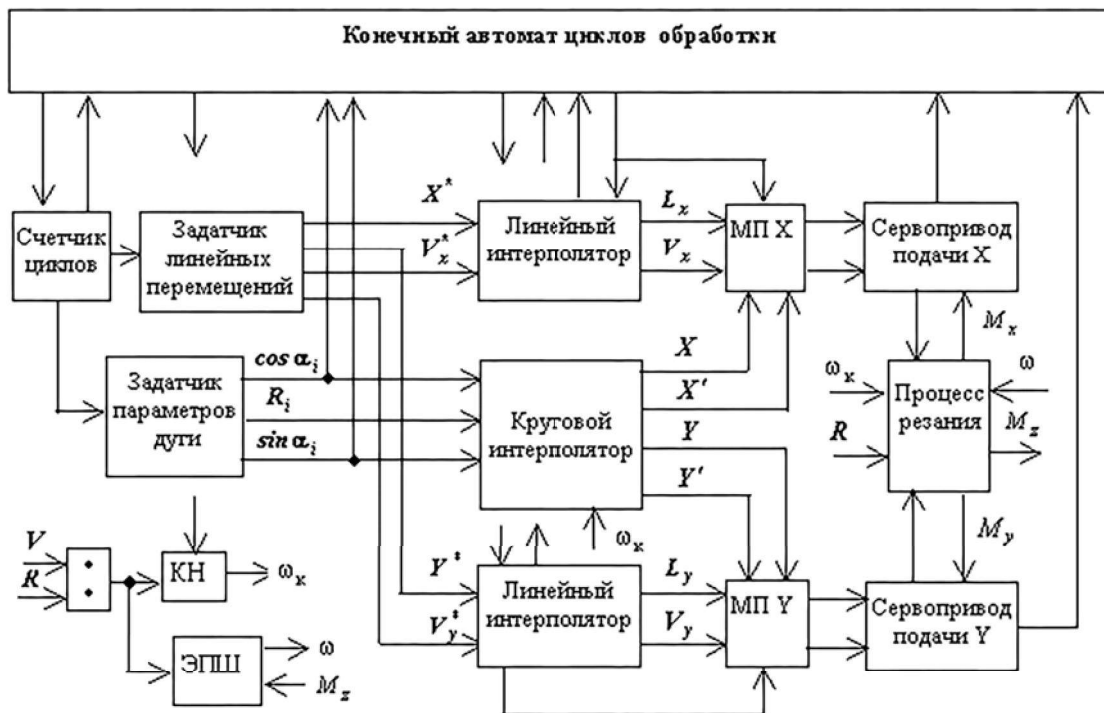 Конечный автомат циклов обработки
Счетчик
циклов
Задатчик
линейных
перемещений
X*
V*x
Линейный
интерполятор
Lx
Vx
МП X
Сервопривод
подачи X
Задатчик
параметров
дуги
cos αi
Ri
sin αi
Круговой
интерполятор
X
X'
Y
Y'
ωк
Mx
ωк
ω
R
Процесс
резания
Mz
My
V
R
КН
ωк
ЭПШ
ω
Mz
Y*
V*y
Линейный
интерполятор
Ly
Vy
МП Y
Сервопривод
подачи Y